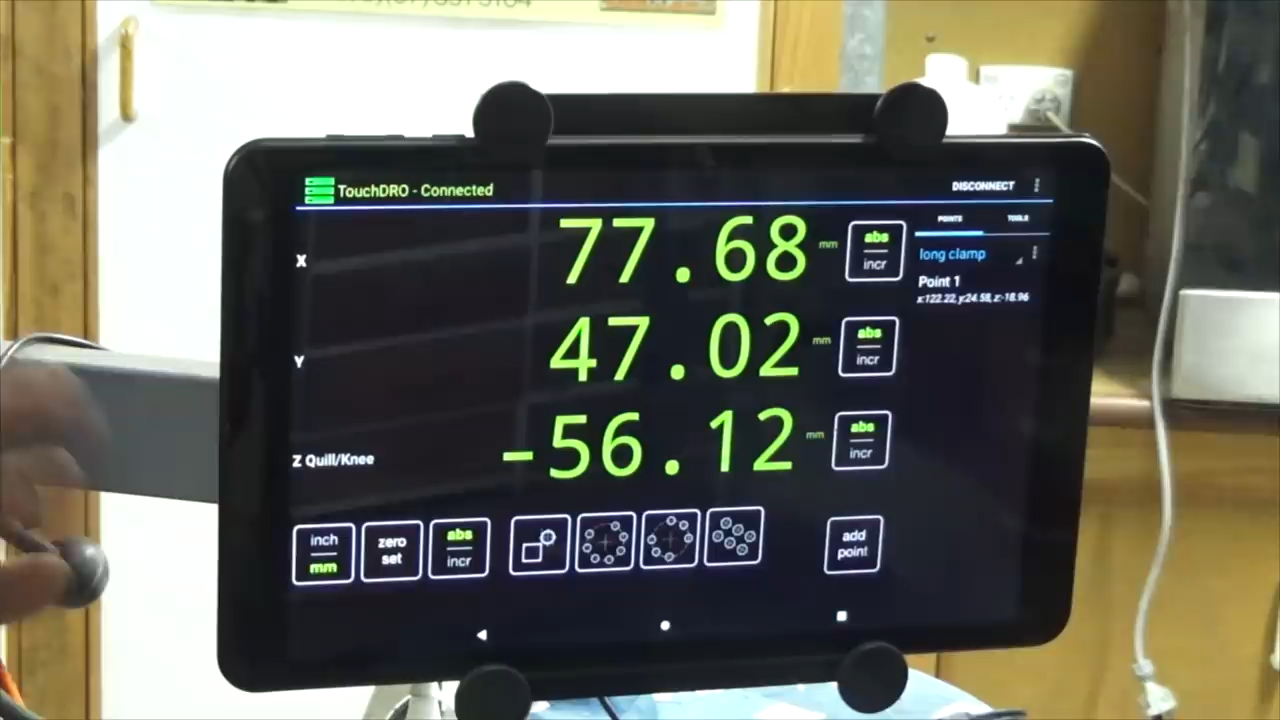 TouchDRO - Connected
DISCONNECT
POINTS TOOLS
X 77.68 mm abs incr
long clamp
Point 1
x:122.22, y:24.58, z:-18.96
Y 47.02 mm abs incr
Z Quill/Knee -56.12 mm abs incr
inch mm
zero set
abs incr
add point